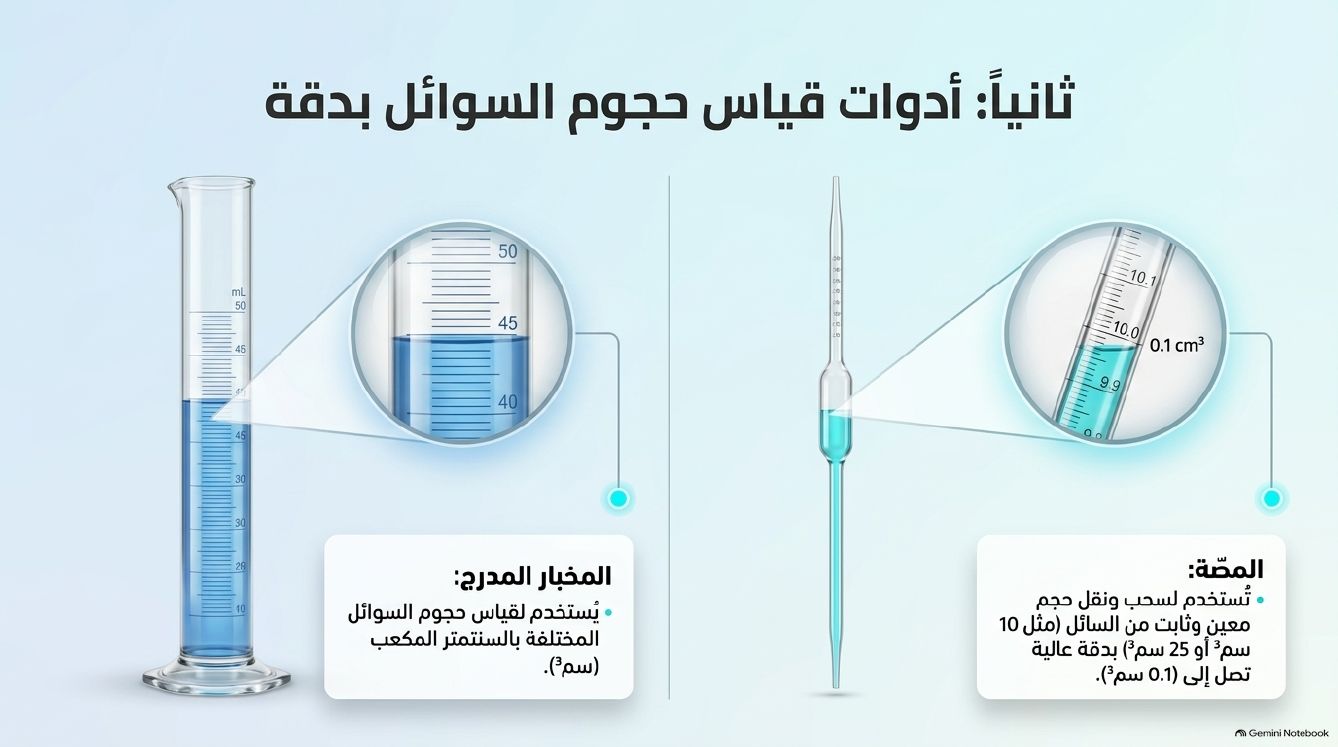 ثانياً: أدوات قياس حجوم السوائل بدقة
10.1
10.0
0.1 cm³
9.9
المصّة:
• تُستخدم لسحب ونقل حجم
معين وثابت من السائل (مثل 10
سم³ أو 25 سم³) بدقة عالية
تصل إلى (0.1 سم³).
50
45
40
mL
50
45
45
30
30
10
المخبار المدرج:
• يُستخدم لقياس حجوم السوائل
المختلفة بالسنتمتر المكعب
(سم³).
Gemini Notebook